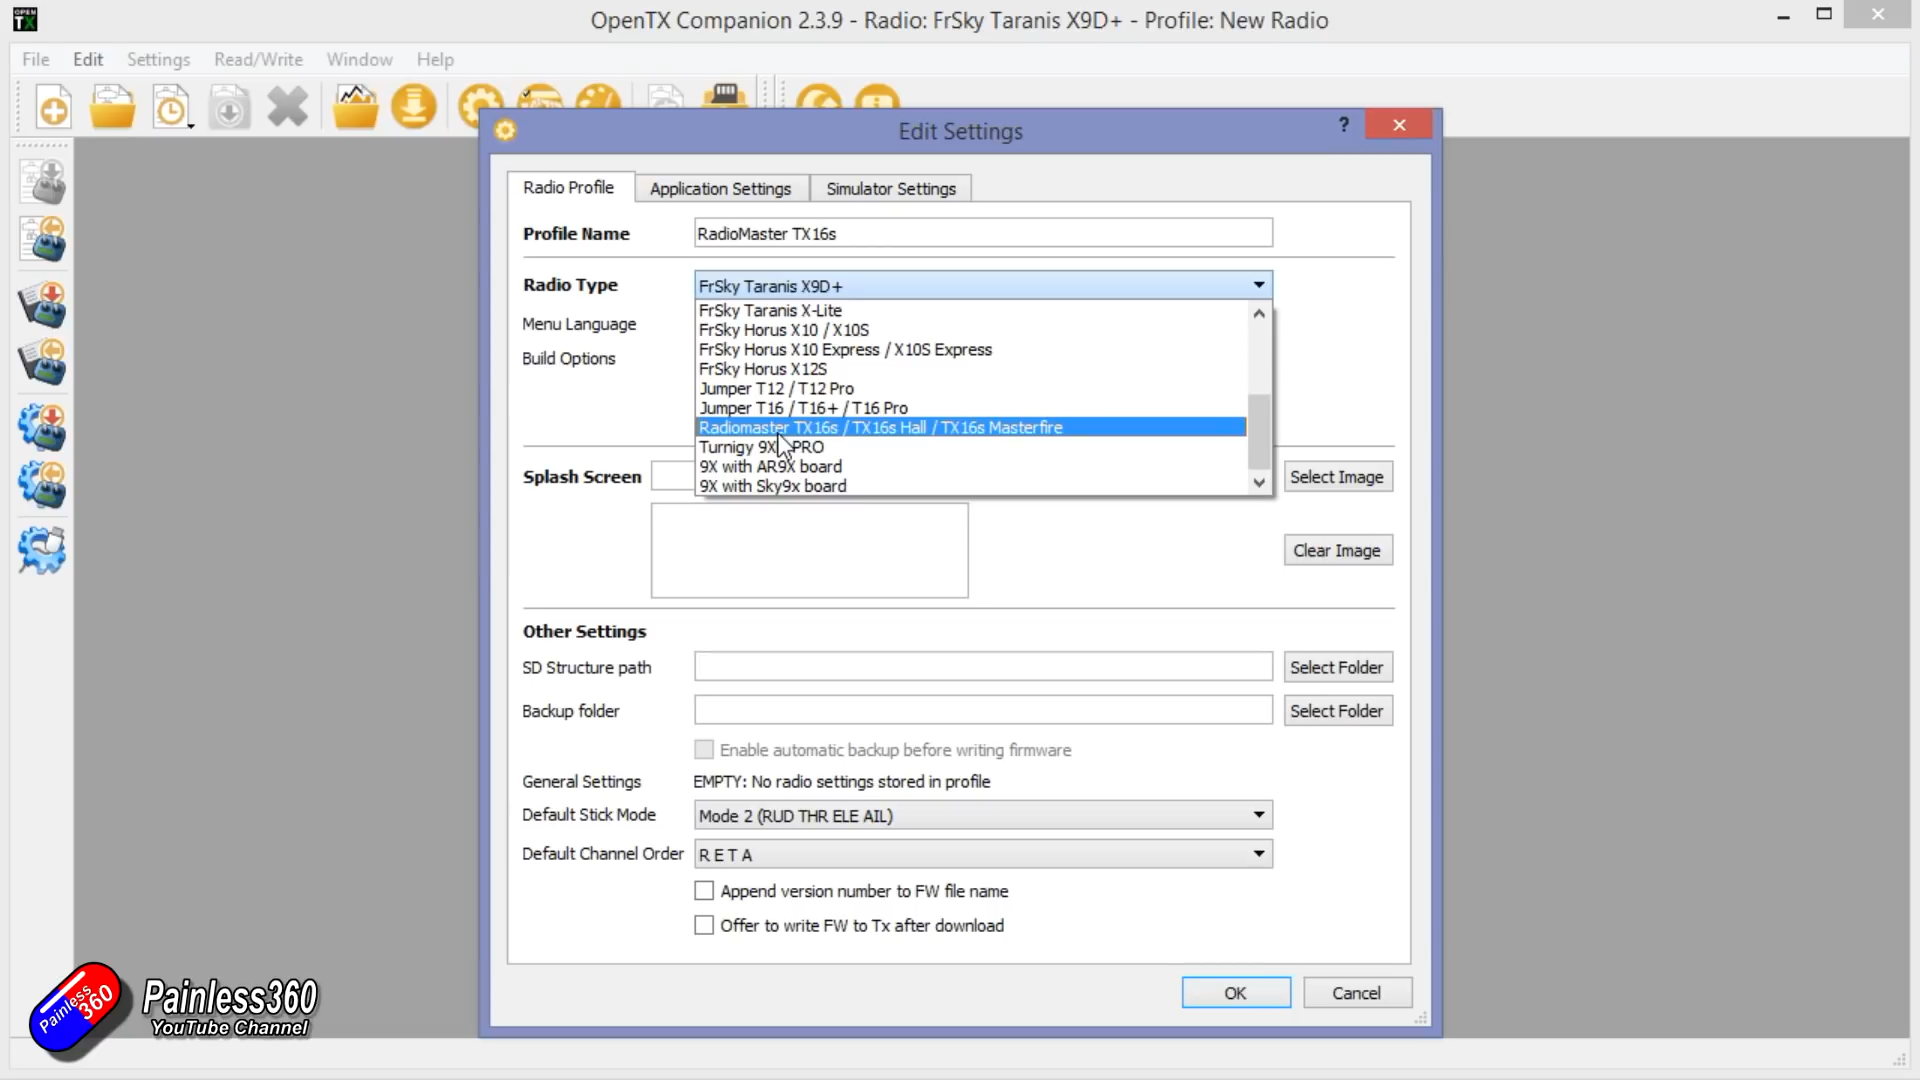 OPEN
TX
OpenTX Companion 2.3.9 - Radio: FrSky Taranis X9D+ - Profile: New Radio
File Edit Settings Read/Write Window Help
Edit Settings
?
Radio Profile Application Settings Simulator Settings
Profile Name RadioMaster TX16s
Radio Type FrSky Taranis X9D+
FrSky Taranis X-Lite
Menu Language
FrSky Horus X10 / X10S
FrSky Horus X10 Express / X10S Express
Build Options
FrSky Horus X12S
Jumper T12 / T12 Pro
Jumper T16 / T16+ / T16 Pro
Radiomaster TX16s / TX16s Hall / TX16s Masterfire
Turnigy 9X PRO
9X with AR9X board
Splash Screen
Select Image
9X with Sky9x board
Clear Image
Other Settings
SD Structure path Select Folder
Backup folder Select Folder
Enable automatic backup before writing firmware
General Settings EMPTY: No radio settings stored in profile
Default Stick Mode Mode 2 (RUD THR ELE AIL)
Default Channel Order R E T A
Append version number to FW file name
Offer to write FW to Tx after download
OK Cancel
Painless
360
Painless360
YouTube Channel